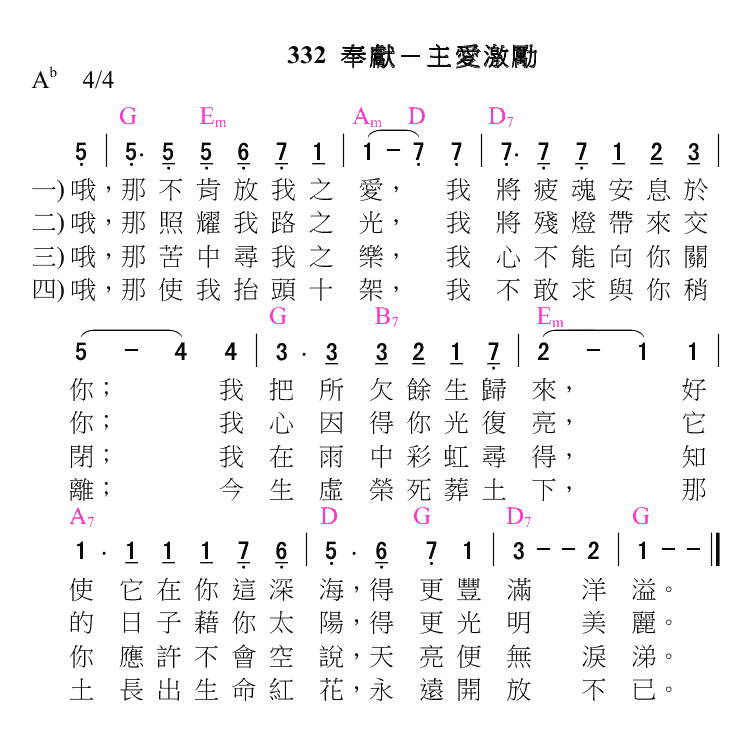 332 奉獻－主愛激勵
A♭ 4/4
G Em Am D D7
5 | 5· 5 5 6 7 1 | 1 － 7 7 | 7· 7 7 1 2 3 |
一) 哦，那不肯放我之愛， 我將疲魂安息於
二) 哦，那照耀我路之光， 我將殘燈帶來交
三) 哦，那苦中尋我之樂， 我心不能向你關
四) 哦，那使我抬頭十架， 我不敢求與你稍
G B7 Em
5 － 4 4 | 3 · 3 3 2 1 7 | 2 － 1 1 |
你； 我把所欠餘生歸來， 好
你； 我心因得你光復亮， 它
閉； 我在雨中彩虹尋得， 知
離； 今生虛榮死葬土下， 那
A7 D G D7 G
1 · 1 1 1 7 6 | 5 · 6 7 1 | 3 － － 2 | 1 － － ‖
使它在你這深海，得更豐滿洋溢。
的日子藉你太陽，得更光明美麗。
你應許不會空說，天亮便無淚涕。
土長出生命紅花，永遠開放不已。